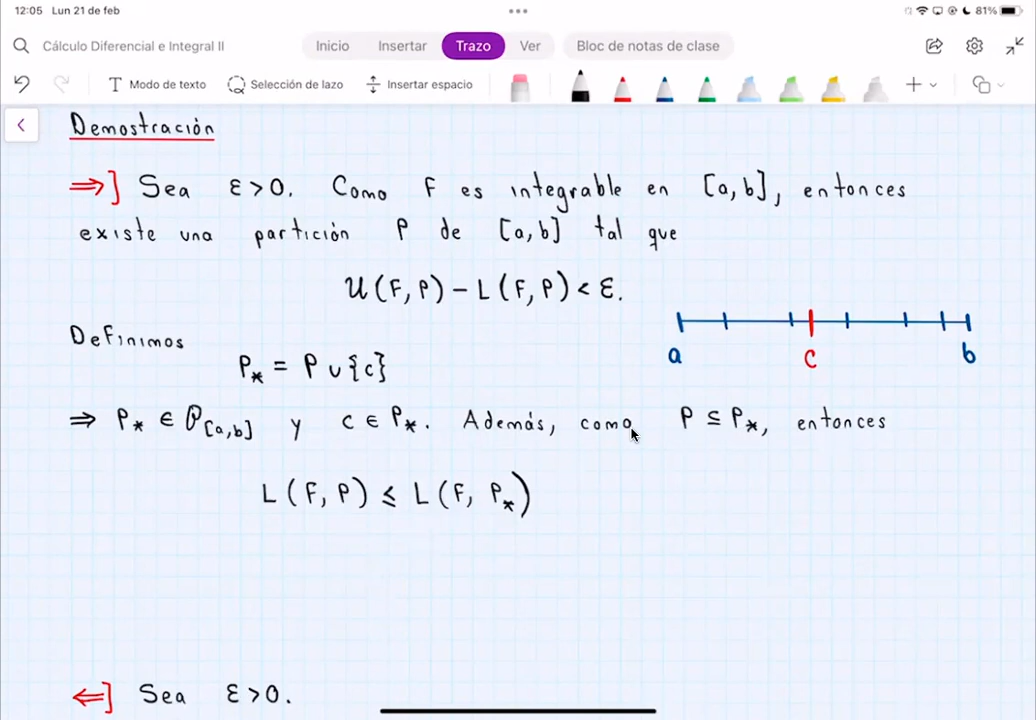 12:05 Lun 21 de feb
81%
Cálculo Diferencial e Integral II
Inicio Insertar Trazo Ver Bloc de notas de clase
Modo de texto Selección de lazo Insertar espacio
Demostración
⇒] Sea ε>0. Como F es integrable en [a,b], entonces
existe una partición P de [a,b] tal que
U(F,P) − L(F,P) < ε.
Definimos
P* = P ∪ {c}
a c b
⇒ P* ∈ 𝒫[a,b] y c ∈ P*. Además, como P ⊆ P*, entonces
L(F,P) ≤ L(F, P*)
⇐] Sea ε>0.